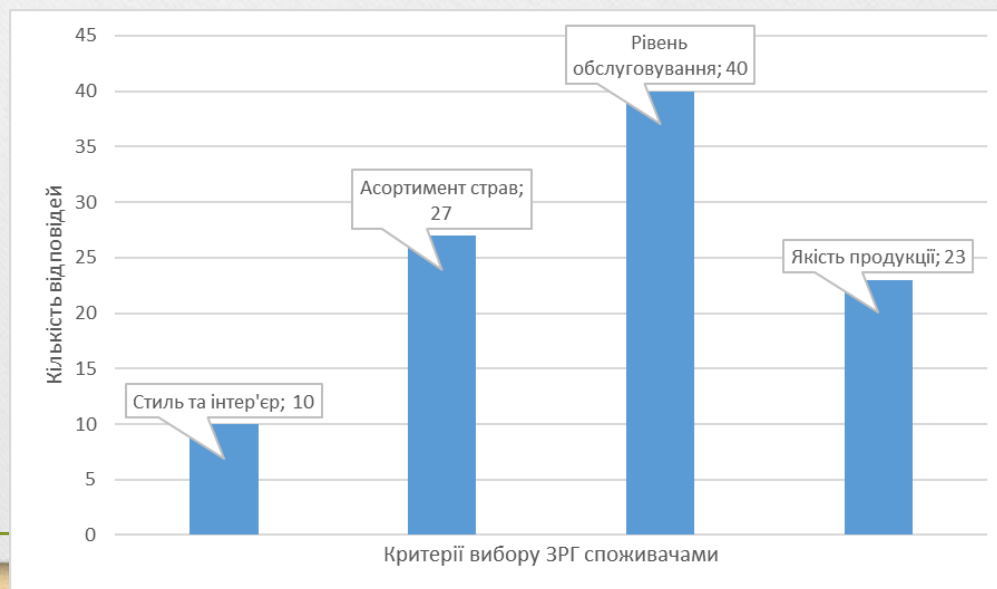 45
40
35
30
25
20
15
10
5
0
Кількість відповідей
Стиль та інтер'єр; 10
Асортимент страв;
27
Рівень
обслуговування; 40
Якість продукції; 23
Критерії вибору ЗРГ споживачами